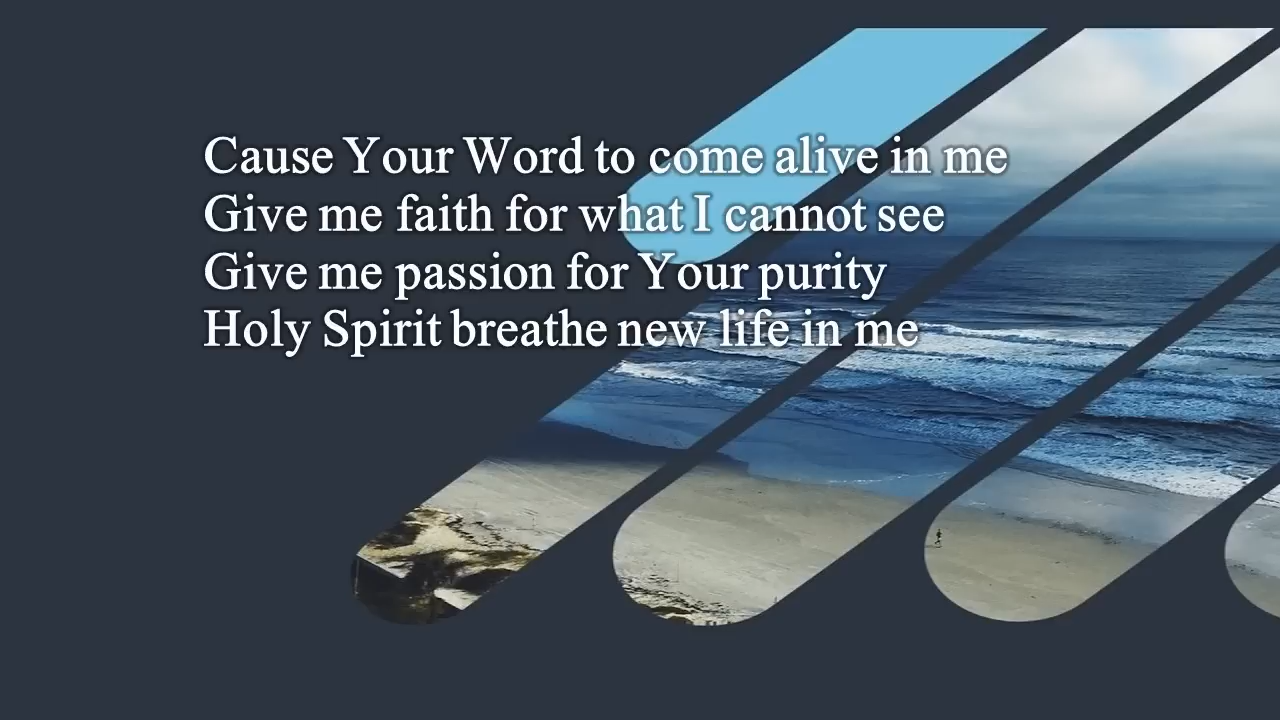 Cause Your Word to come alive in me
Give me faith for what I cannot see
Give me passion for Your purity
Holy Spirit breathe new life in me